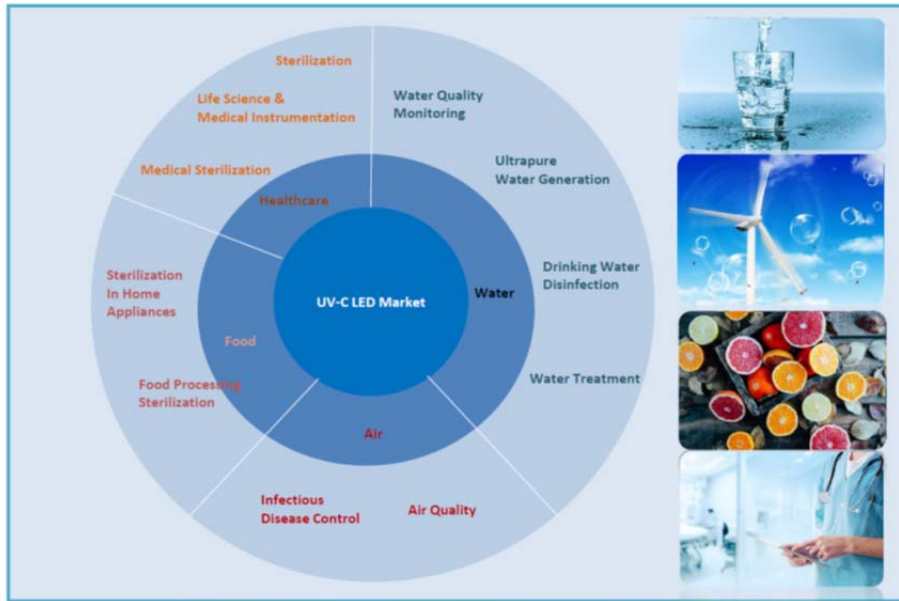 Sterilization
Life Science &
Medical Instrumentation
Medical Sterilization
Healthcare
Water Quality
Monitoring
Ultrapure
Water Generation
Drinking Water
Disinfection
Water Treatment
Water
UV-C LED Market
Sterilization
In Home
Appliances
Food
Food Processing
Sterilization
Air
Infectious
Disease Control
Air Quality